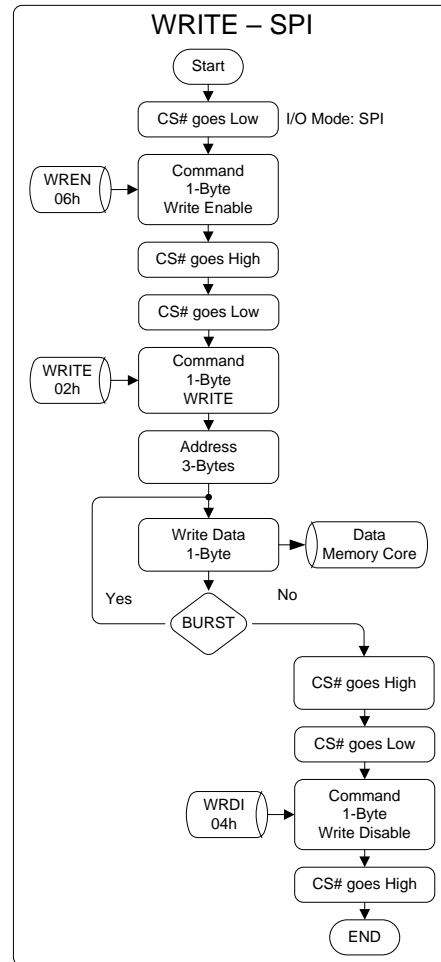 WRITE – SPI
Start
CS# goes Low
I/O Mode: SPI
WREN
06h
Command
1-Byte
Write Enable
CS# goes High
CS# goes Low
WRITE
02h
Command
1-Byte
WRITE
Address
3-Bytes
Write Data
1-Byte
Data
Memory Core
Yes
No
BURST
CS# goes High
CS# goes Low
WRDI
04h
Command
1-Byte
Write Disable
CS# goes High
END